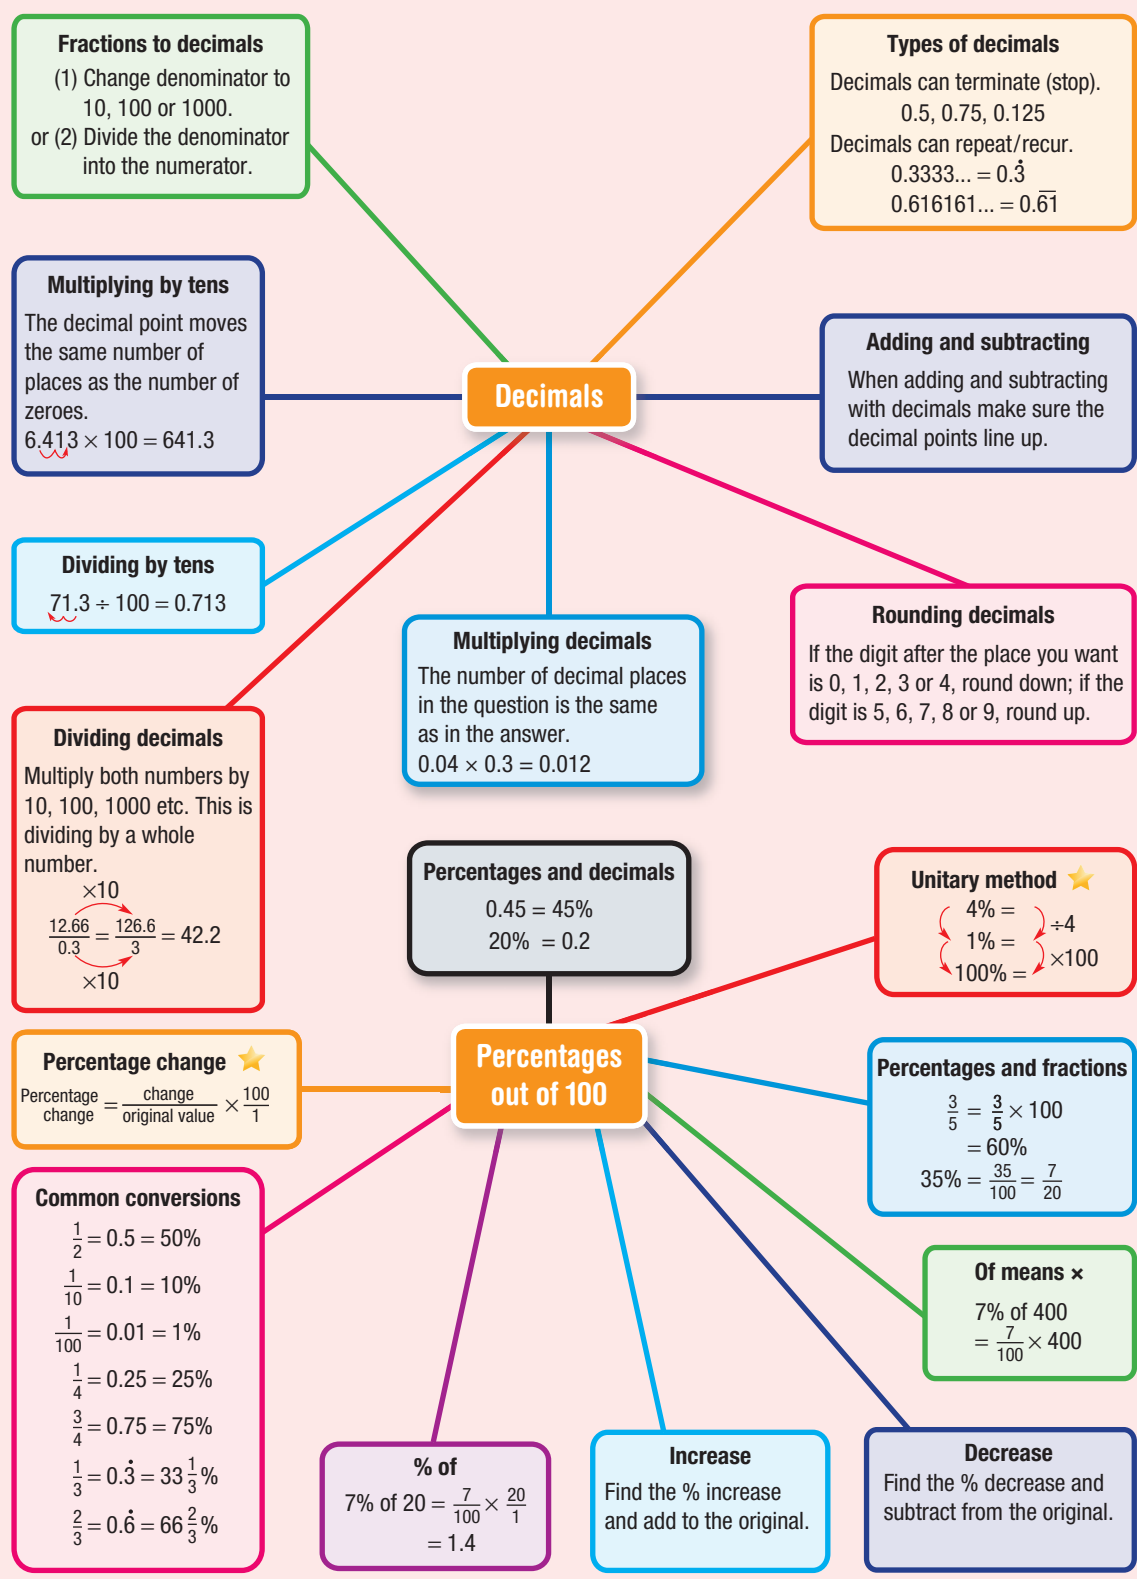 Fractions to decimals
(1) Change denominator to
10, 100 or 1000.
or (2) Divide the denominator
into the numerator.
Types of decimals
Decimals can terminate (stop).
0.5, 0.75, 0.125
Decimals can repeat/recur.
0.3333... = 0.3̇
0.616161... = 0.6̅1̅
Multiplying by tens
The decimal point moves
the same number of
places as the number of
zeroes.
6.413 × 100 = 641.3
Decimals
Adding and subtracting
When adding and subtracting
with decimals make sure the
decimal points line up.
Dividing by tens
71.3 ÷ 100 = 0.713
Multiplying decimals
The number of decimal places
in the question is the same
as in the answer.
0.04 × 0.3 = 0.012
Rounding decimals
If the digit after the place you want
is 0, 1, 2, 3 or 4, round down; if the
digit is 5, 6, 7, 8 or 9, round up.
Dividing decimals
Multiply both numbers by
10, 100, 1000 etc. This is
dividing by a whole
number.
×10
12.66/0.3 = 126.6/3 = 42.2
×10
Percentages and decimals
0.45 = 45%
20% = 0.2
Unitary method
4% =
÷4
1% =
×100
100% =
Percentage change
Percentage change = change/original value × 100/1
Percentages
out of 100
Percentages and fractions
3/5 = 3/5 × 100
= 60%
35% = 35/100 = 7/20
Common conversions
1/2 = 0.5 = 50%
1/10 = 0.1 = 10%
1/100 = 0.01 = 1%
1/4 = 0.25 = 25%
3/4 = 0.75 = 75%
1/3 = 0.3̇ = 33 1/3%
2/3 = 0.6̇ = 66 2/3%
Of means ×
7% of 400
= 7/100 × 400
% of
7% of 20 = 7/100 × 20/1
= 1.4
Increase
Find the % increase
and add to the original.
Decrease
Find the % decrease and
subtract from the original.